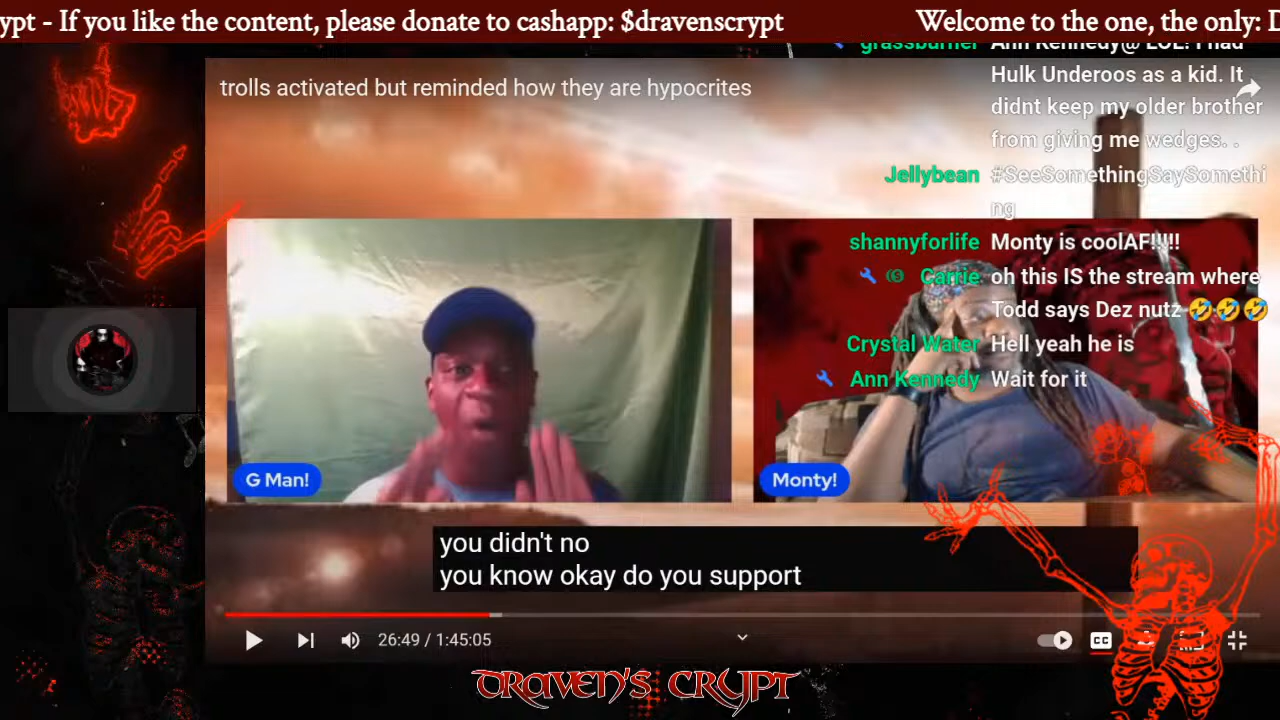 ypt - If you like the content, please donate to cashapp: $dravenscrypt
Welcome to the one, the only: D
trolls activated but reminded how they are hypocrites
grassburner Ann Kennedy@ LOL! I had
Hulk Underoos as a kid. It
didnt keep my older brother
from giving me wedges. .
Jellybean #SeeSomethingSaySomethi
ng
shannyforlife Monty is coolAF!!!!!
Carrie oh this IS the stream where
Todd says Dez nutz 🤣🤣🤣
Crystal Water Hell yeah he is
Ann Kennedy Wait for it
G Man!
Monty!
you didn't no
you know okay do you support
26:49 / 1:45:05
CC
DRAVEN'S CRYPT